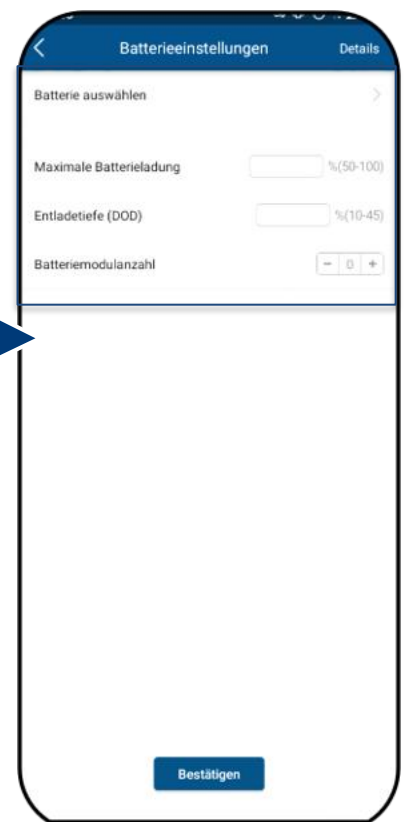 Batterieeinstellungen Details
Batterie auswählen
Maximale Batterieladung %(50-100)
Entladetiefe (DOD) %(10-45)
Batteriemodulanzahl - 0 +
Bestätigen